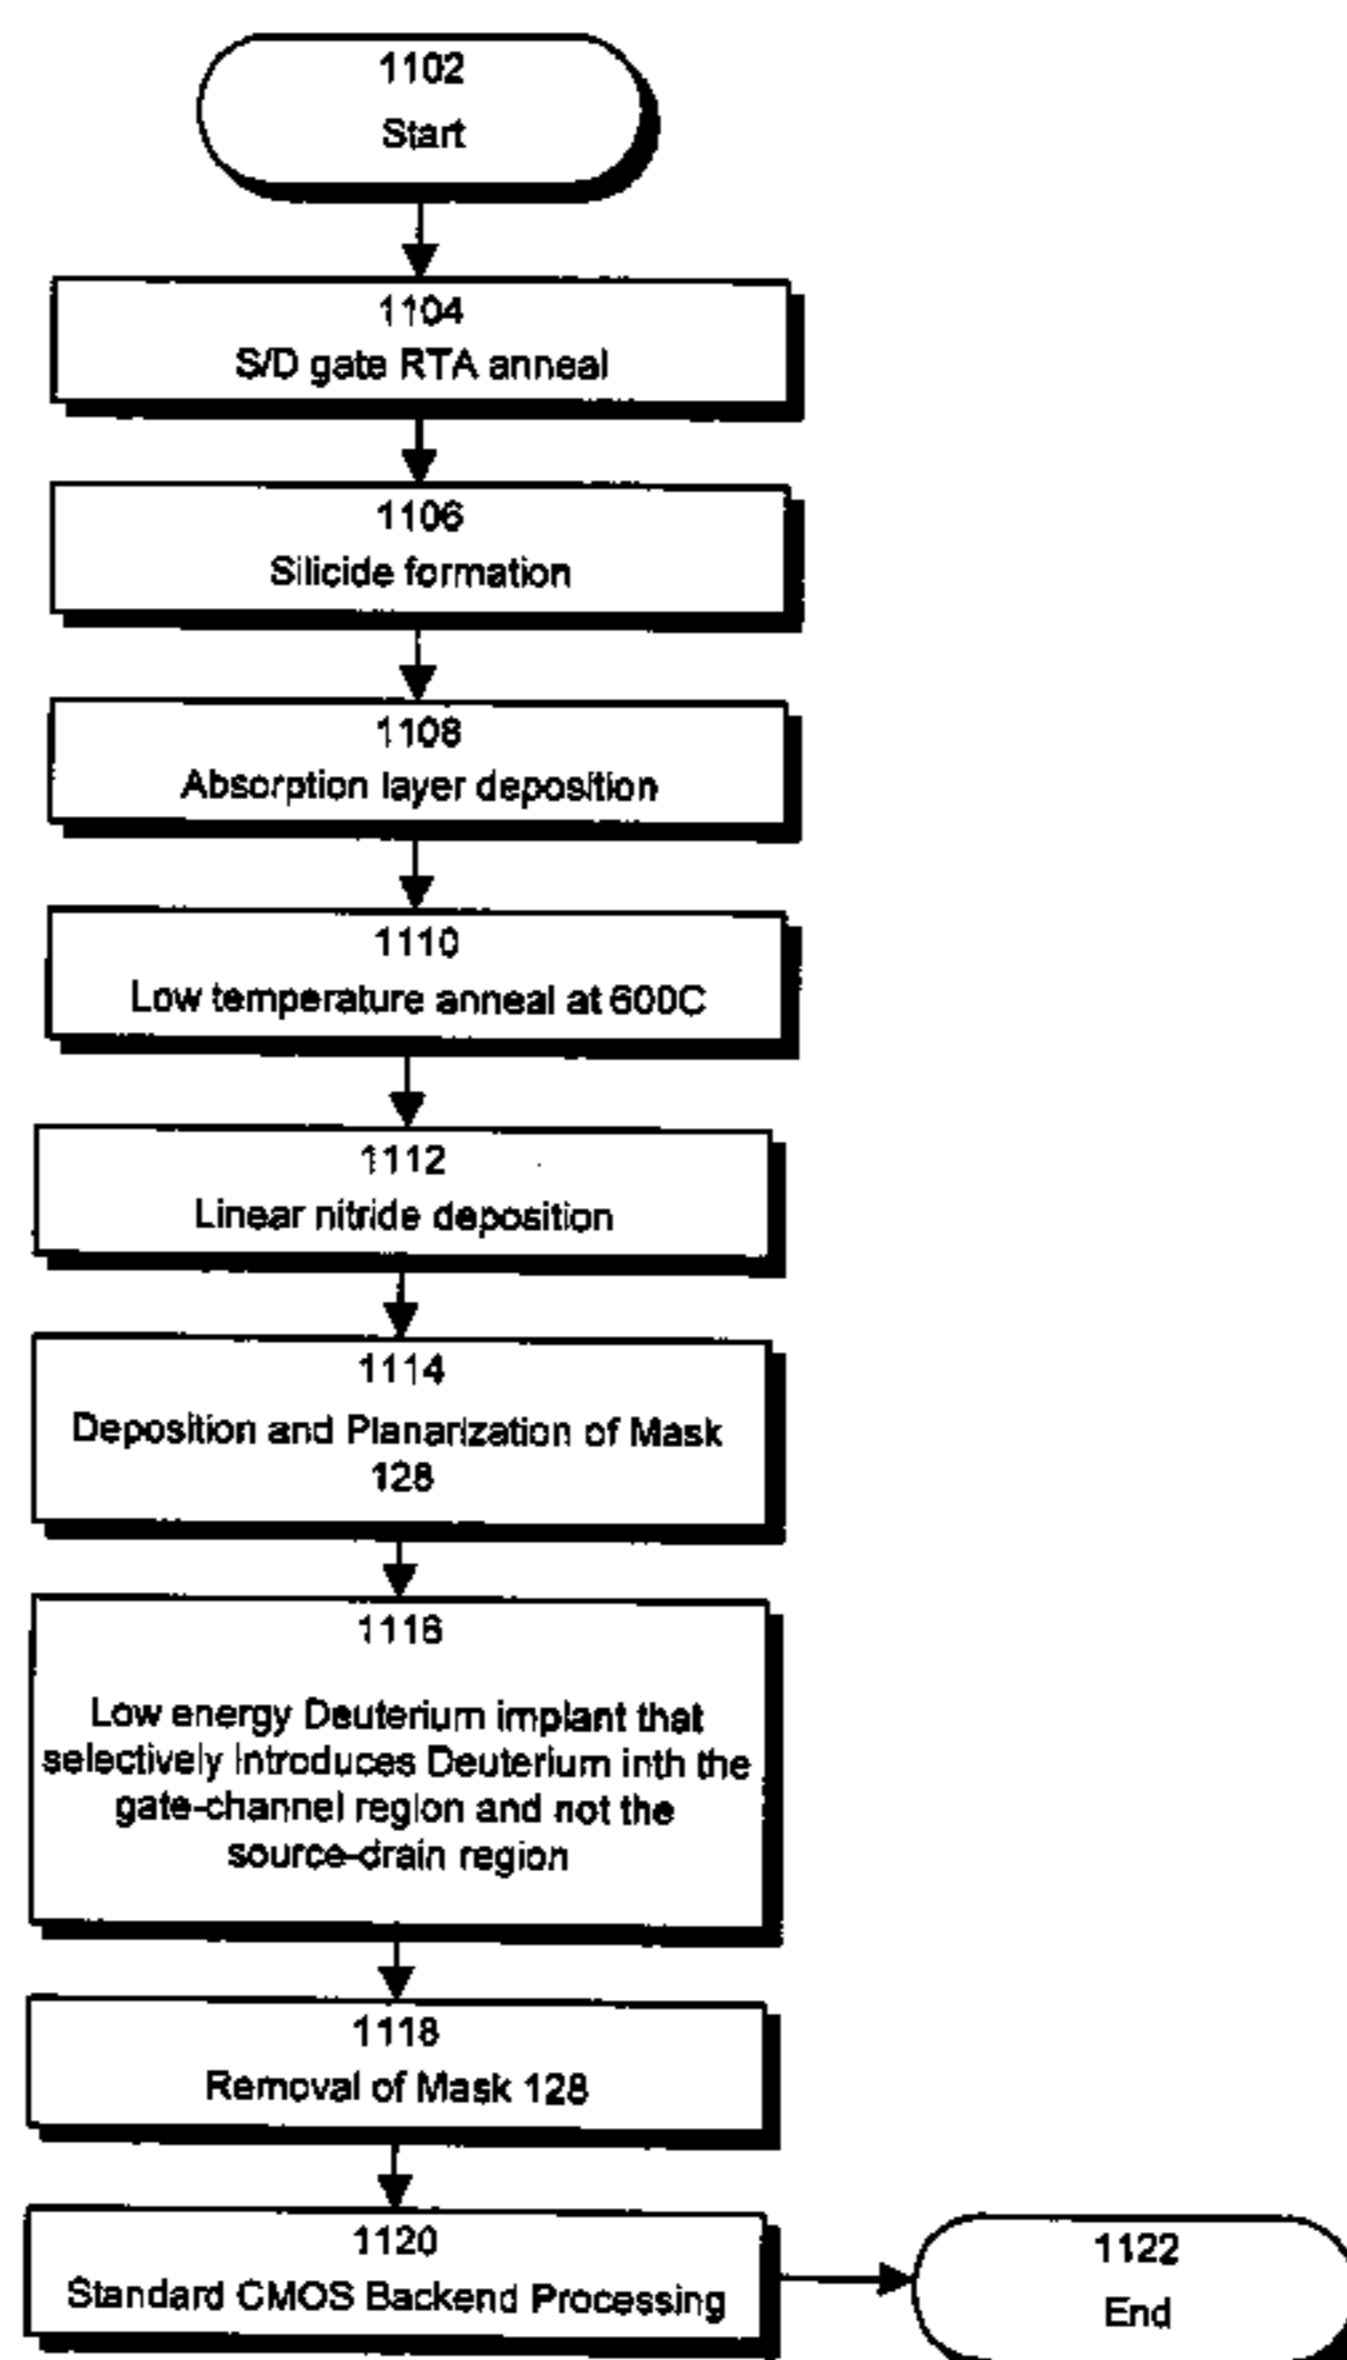 1102
Start
1104
S/D gate RTA anneal
1106
Silicide formation
1108
Absorption layer deposition
1110
Low temperature anneal at 600C
1112
Linear nitride deposition
1114
Deposition and Planarization of Mask
128
1116
Low energy Deuterium implant that
selectively Introduces Deuterium inth the
gate-channel region and not the
source-drain region
1118
Removal of Mask 128
1120
Standard CMOS Backend Processing
1122
End